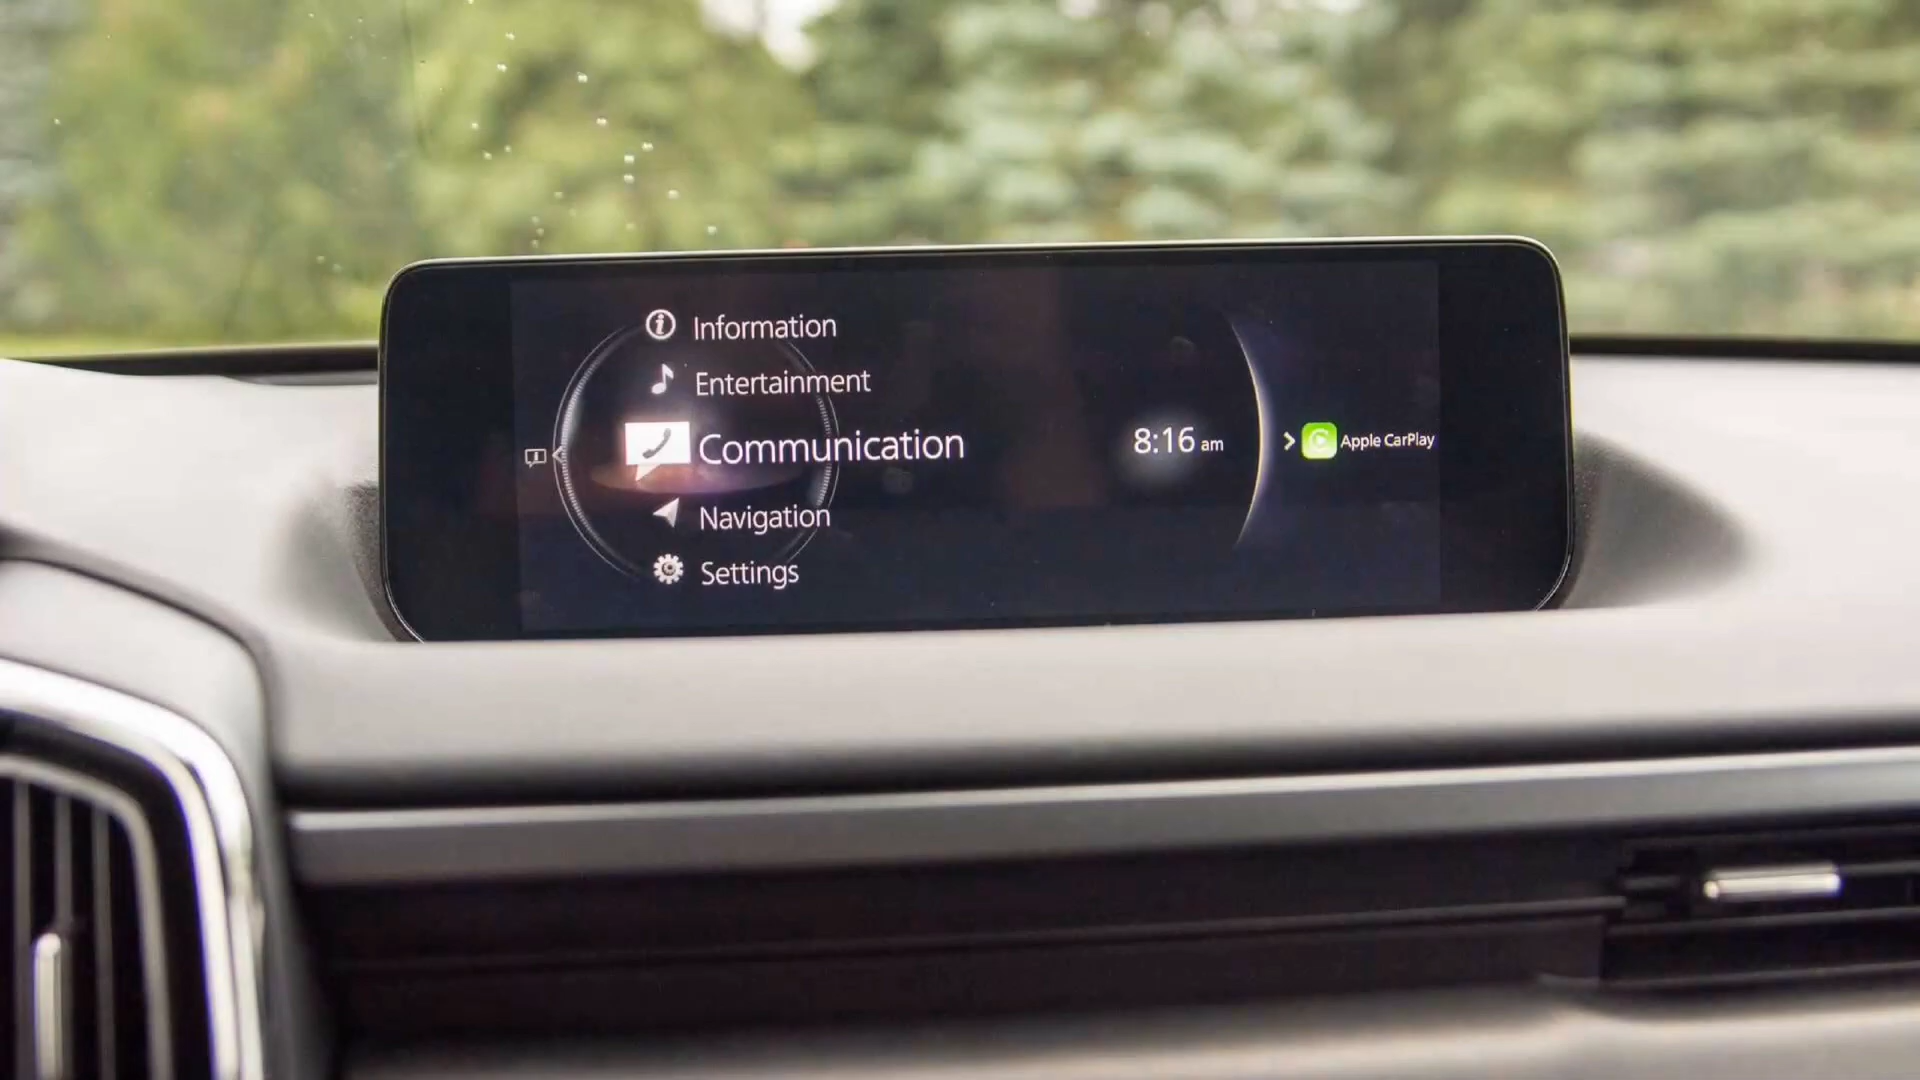 Information
Entertainment
Communication
Navigation
Settings
8:16 am
Apple CarPlay